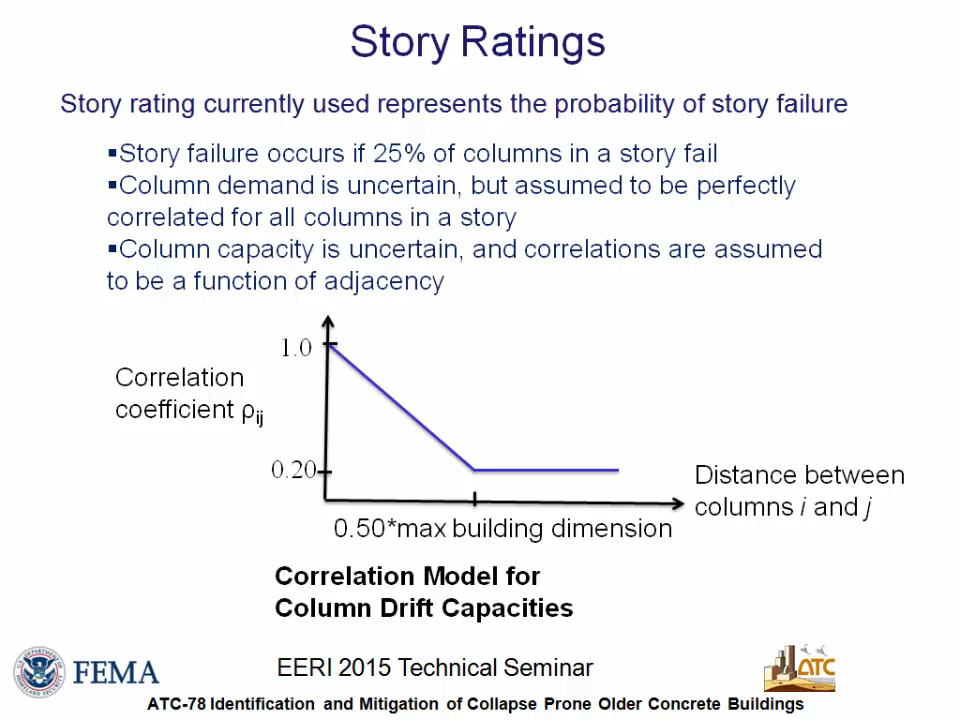 Story Ratings
Story rating currently used represents the probability of story failure
▪Story failure occurs if 25% of columns in a story fail
▪Column demand is uncertain, but assumed to be perfectly
correlated for all columns in a story
▪Column capacity is uncertain, and correlations are assumed
to be a function of adjacency
1.0
Correlation
coefficient ρij
0.20
Distance between
columns i and j
0.50*max building dimension
Correlation Model for
Column Drift Capacities
FEMA
EERI 2015 Technical Seminar
ATC
ATC-78 Identification and Mitigation of Collapse Prone Older Concrete Buildings